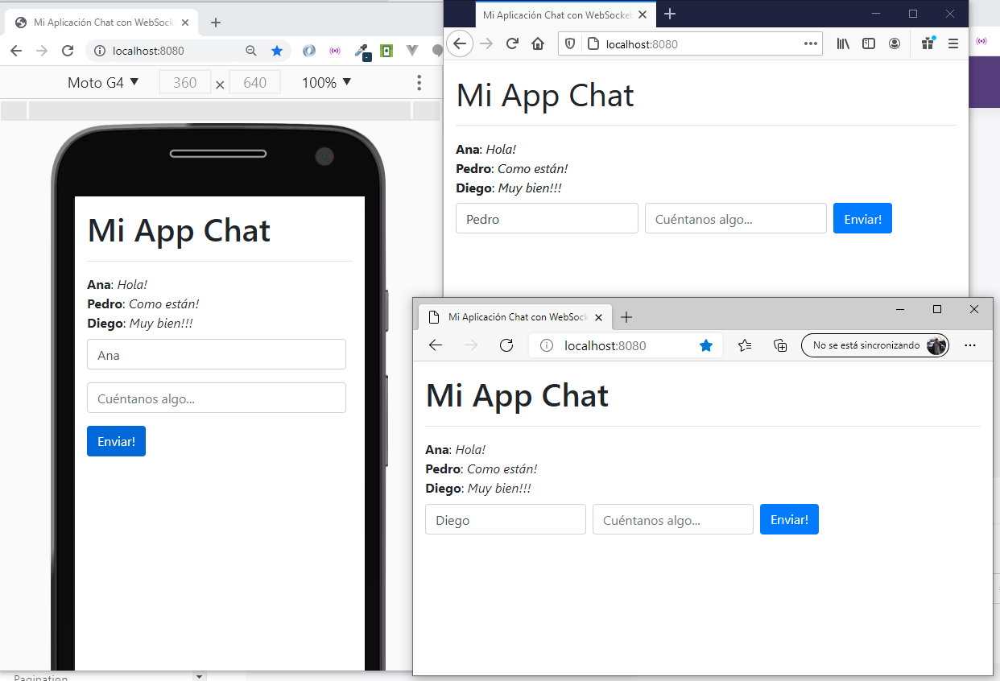 Mi Aplicación Chat con WebSock
localhost:8080
Moto G4 ▼
360 × 640
100% ▼
Mi App Chat
Ana: Hola!
Pedro: Como están!
Diego: Muy bien!!!
Ana
Cuéntanos algo...
Enviar!
Mi Aplicación Chat con WebSocket
localhost:8080
Mi App Chat
Ana: Hola!
Pedro: Como están!
Diego: Muy bien!!!
Pedro
Cuéntanos algo...
Enviar!
Mi Aplicación Chat con WebSock
localhost:8080
No se está sincronizando
Mi App Chat
Ana: Hola!
Pedro: Como están!
Diego: Muy bien!!!
Diego
Cuéntanos algo...
Enviar!
Pagination